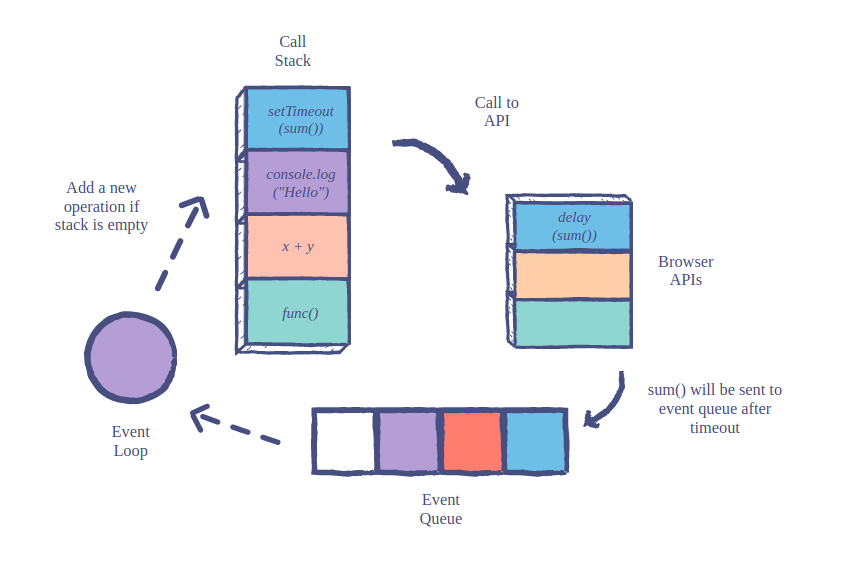 Call
Stack
setTimeout
(sum())
console.log
("Hello")
x + y
func()
Call to
API
delay
(sum())
Browser
APIs
Add a new
operation if
stack is empty
Event
Loop
sum() will be sent to
event queue after
timeout
Event
Queue